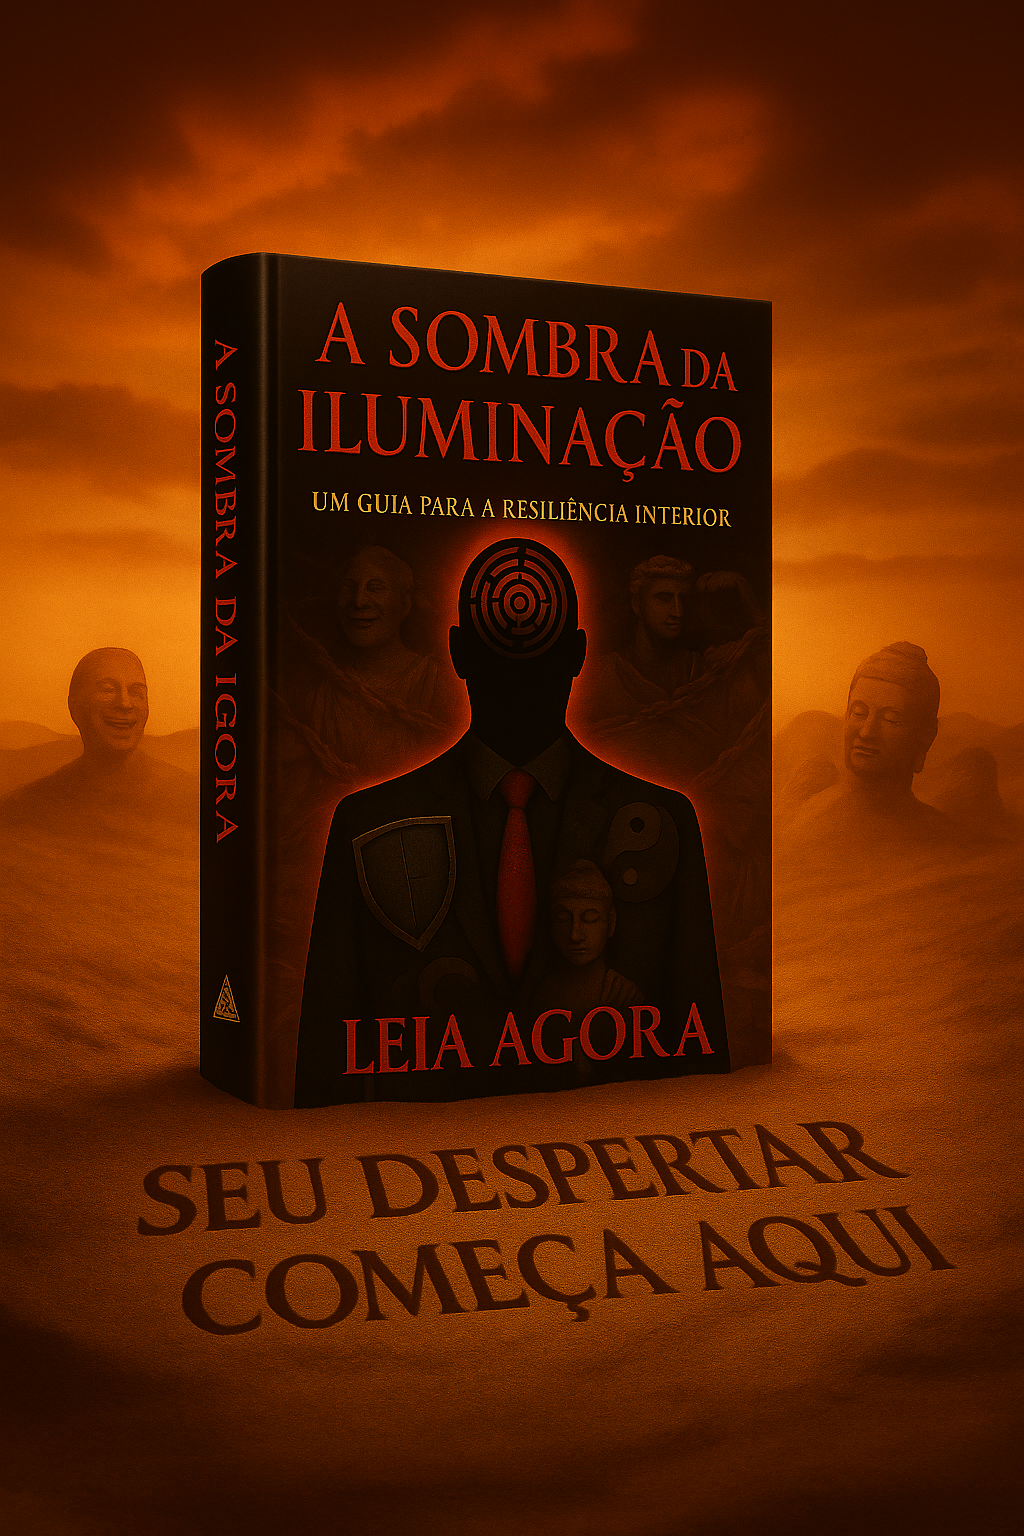 A SOMBRA DA
ILUMINAÇÃO
UM GUIA PARA A RESILIÊNCIA INTERIOR
LEIA AGORA
A SOMBRA DA IGORA
SEU DESPERTAR
COMEÇA AQUI